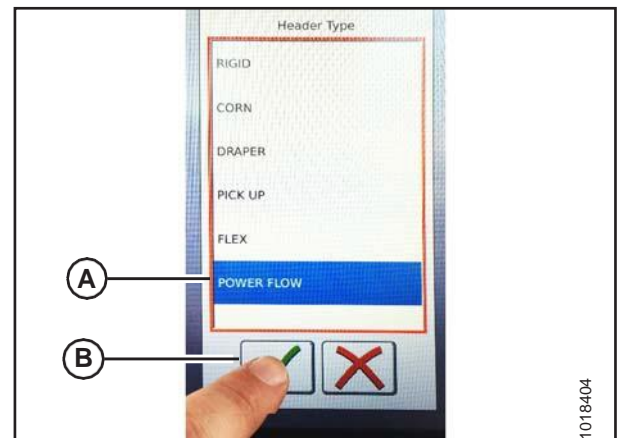 Header Type
RIGID
CORN
DRAPER
PICK UP
FLEX
A
POWER FLOW
B
1018404